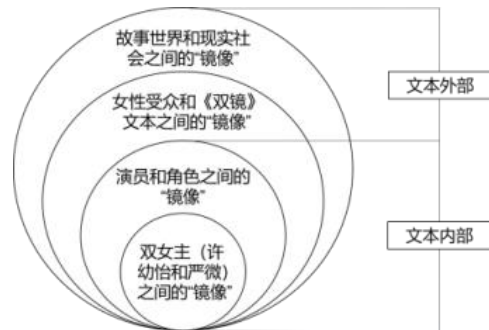 故事世界和现实社
会之间的“镜像”
女性受众和《双镜》
文本之间的“镜像”
演员和角色之间的
“镜像”
双女主（许
幼怡和严微）
之间的“镜像”
文本外部
文本内部